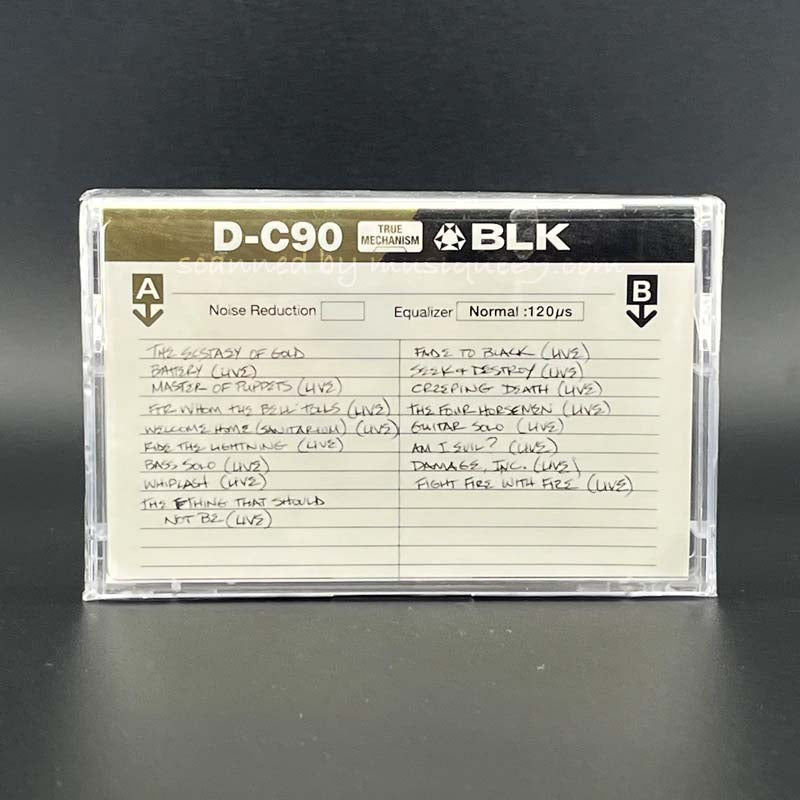 D-C90 TRUE MECHANISM BLK
scanned by musique69.com
A B
Noise Reduction Equalizer Normal :120µs
THE ECSTASY OF GOLD
BATTERY (LIVE)
MASTER OF PUPPETS (LIVE)
FOR WHOM THE BELL TOLLS (LIVE)
WELCOME HOME (SANITARIUM) (LIVE)
RIDE THE LIGHTNING (LIVE)
BASS SOLO (LIVE)
WHIPLASH (LIVE)
THE THING THAT SHOULD
NOT BE (LIVE)
FADE TO BLACK (LIVE)
SEEK & DESTROY (LIVE)
CREEPING DEATH (LIVE)
THE FOUR HORSEMEN (LIVE)
GUITAR SOLO (LIVE)
AM I EVIL? (LIVE)
DAMAGE, INC. (LIVE)
FIGHT FIRE WITH FIRE (LIVE)